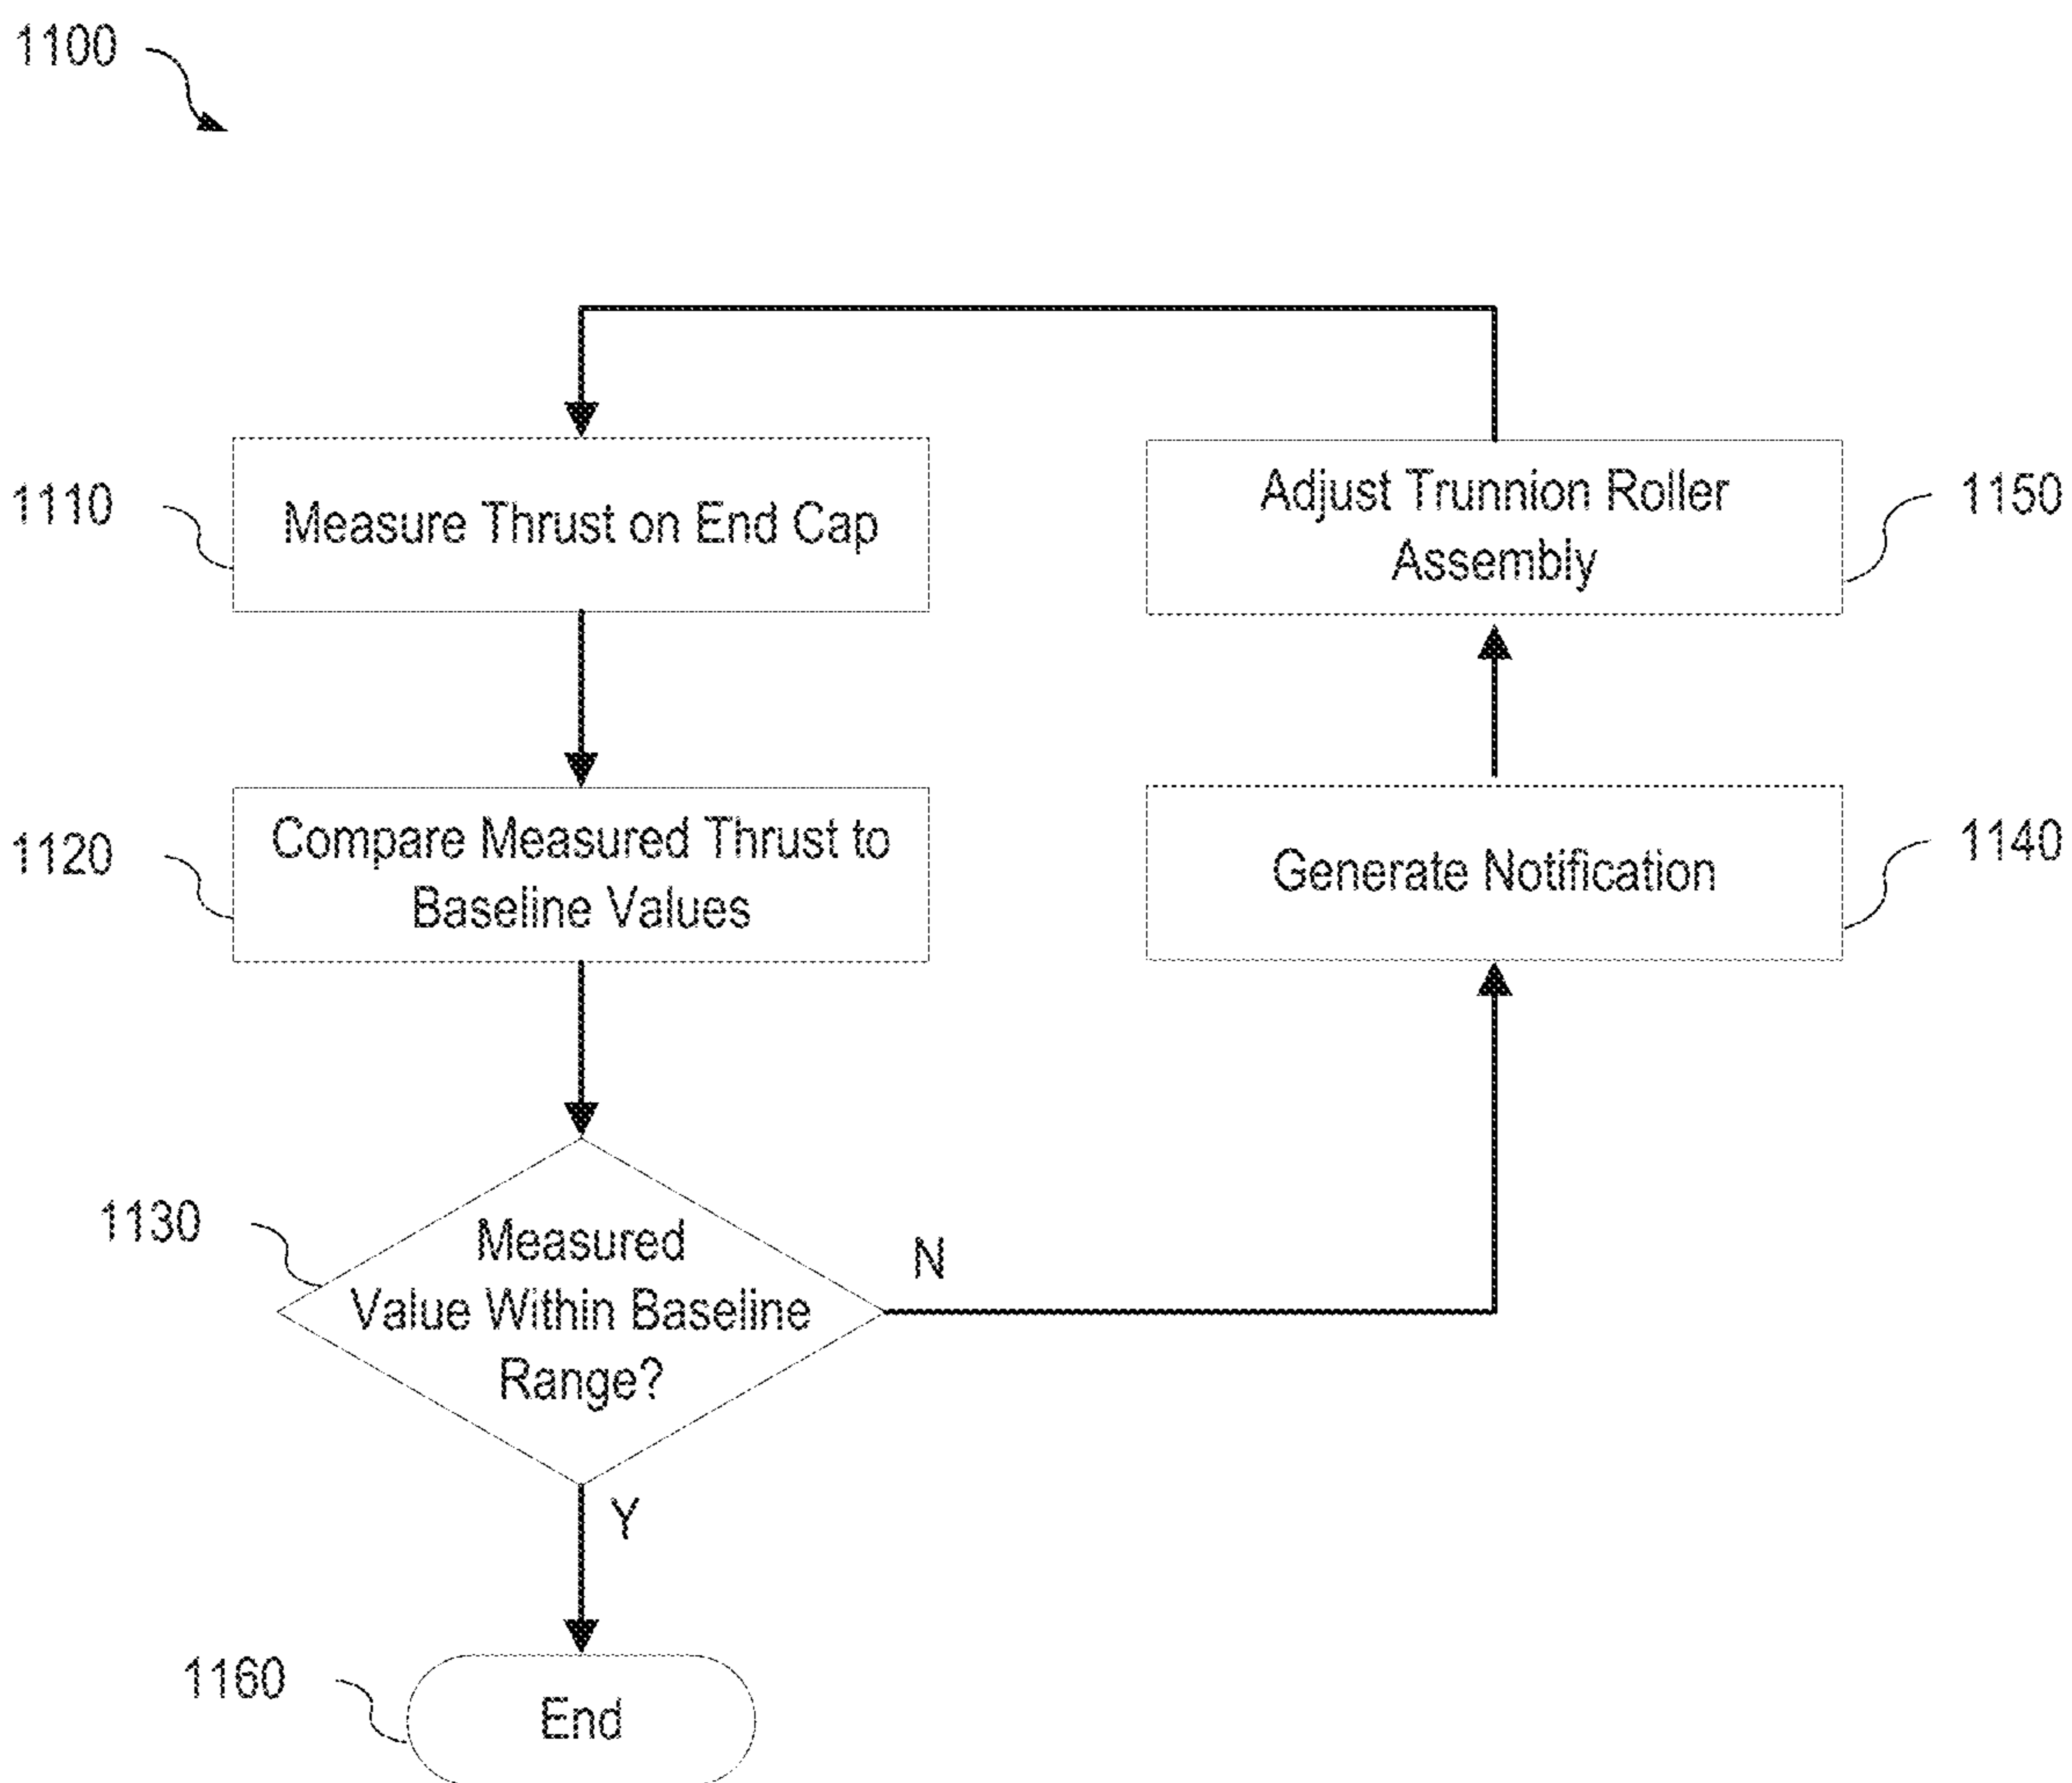 1100
1110
Measure Thrust on End Cap
Adjust Trunnion Roller
Assembly
1150
1120
Compare Measured Thrust to
Baseline Values
Generate Notification
1140
1130
Measured
Value Within Baseline
Range?
N
Y
1160
End